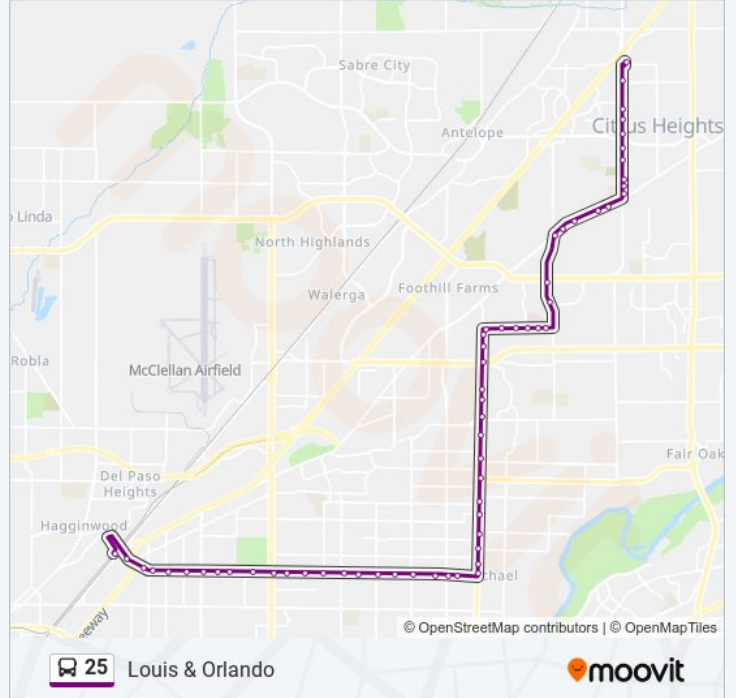 Sabre City
Citrus Heights
Antelope
o Linda
North Highlands
Foothill Farms
Walerga
Robla
McClellan Airfield
Fair Oak
Del Paso
Heights
Hagginwood
chael
eeway
© OpenStreetMap contributors | © OpenMapTiles
25 Louis & Orlando
moovit